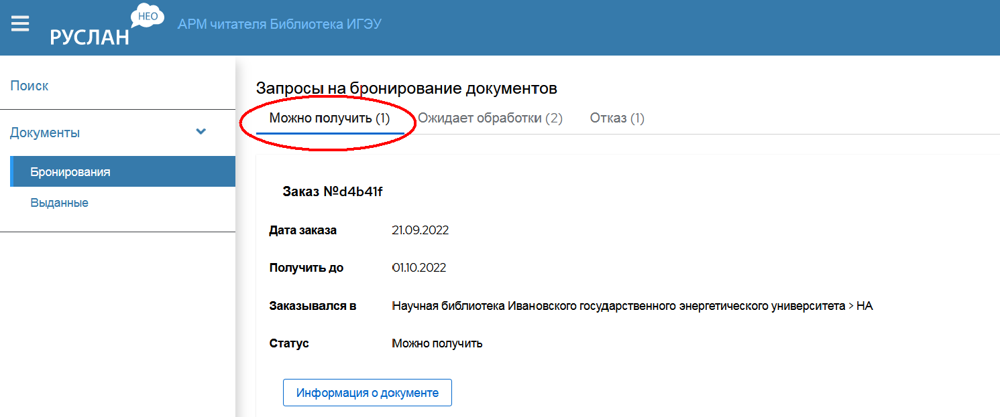 НЕО
РУСЛАН
АРМ читателя Библиотека ИГЭУ
Поиск
Документы
Бронирования
Выданные
Запросы на бронирование документов
Можно получить (1) Ожидает обработки (2) Отказ (1)
Заказ №d4b41f
Дата заказа 21.09.2022
Получить до 01.10.2022
Заказывался в Научная библиотека Ивановского государственного энергетического университета > НА
Статус Можно получить
Информация о документе